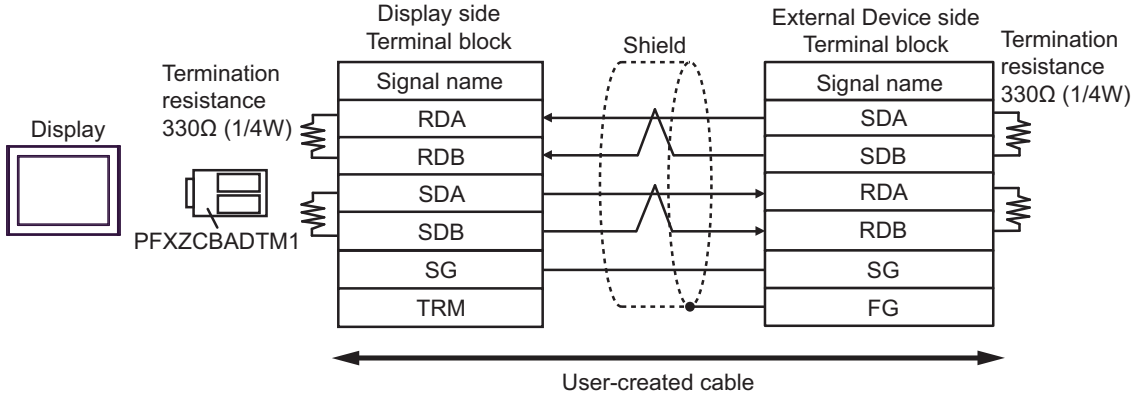 Display side
Terminal block
External Device side
Terminal block
Shield
Termination
resistance
330Ω (1/4W)
Termination
resistance
330Ω (1/4W)
Display
PFXZCBADTM1
Signal name
RDA
RDB
SDA
SDB
SG
TRM
Signal name
SDA
SDB
RDA
RDB
SG
FG
User-created cable